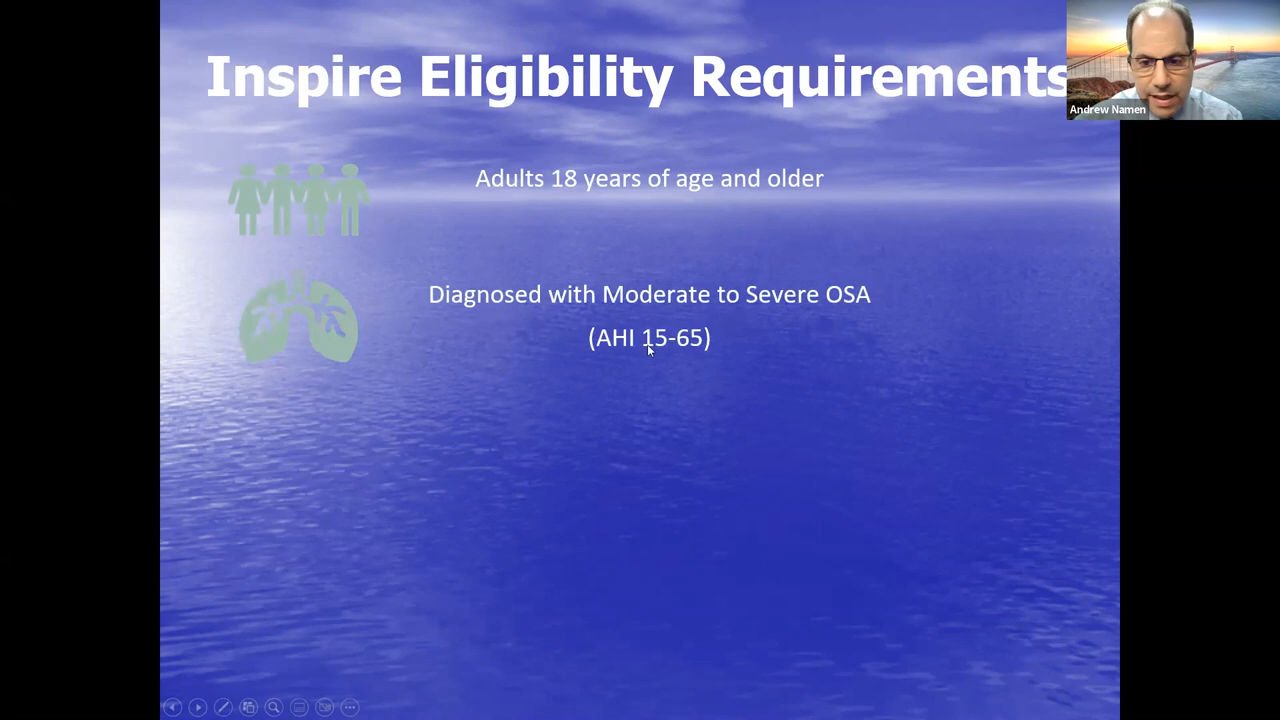 Inspire Eligibility Requirements
Andrew Namen
Adults 18 years of age and older
Diagnosed with Moderate to Severe OSA
(AHI 15-65)